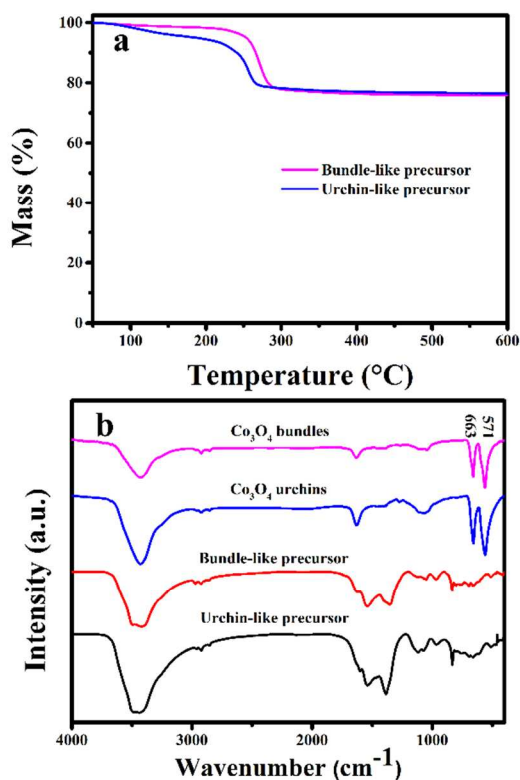 a
100
80
60
40
20
0
Mass (%)
Bundle-like precursor
Urchin-like precursor
100
200
300
400
500
600
Temperature (°C)
b
663
571
Co₃O₄ bundles
Co₃O₄ urchins
Bundle-like precursor
Urchin-like precursor
Intensity (a.u.)
4000
3000
2000
1000
Wavenumber (cm⁻¹)